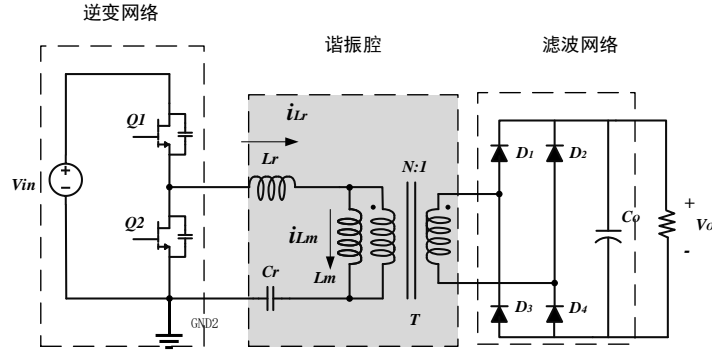 逆变网络
谐振腔
滤波网络
Q1
iLr
Lr
N:1
D1
D2
Vin
+
−
Q2
iLm
Lm
Co
+
Vo
-
Cr
GND2
T
D3
D4